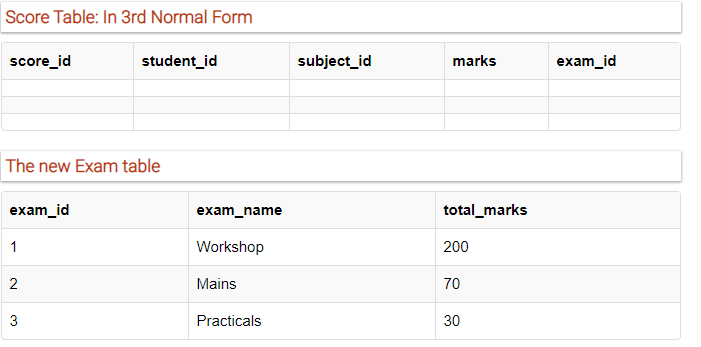 Score Table: In 3rd Normal Form
score_id student_id subject_id marks exam_id
The new Exam table
exam_id exam_name total_marks
1 Workshop 200
2 Mains 70
3 Practicals 30